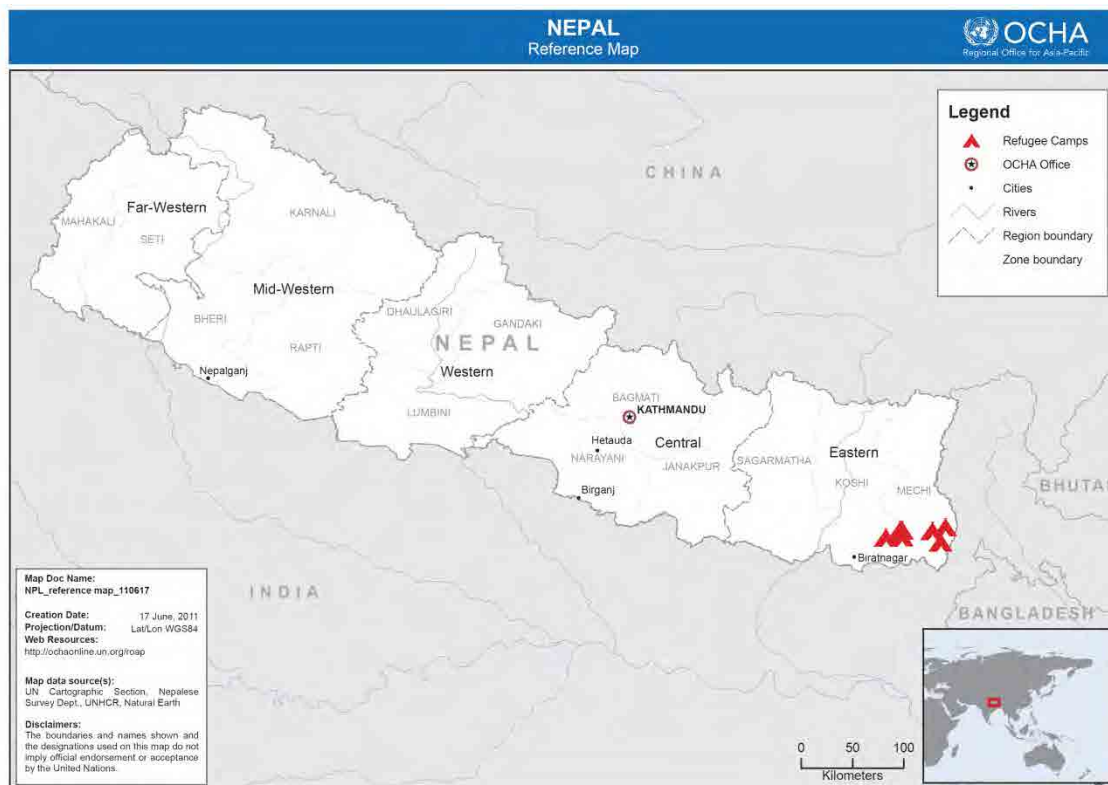 NEPAL
Reference Map
OCHA
Regional Office for Asia-Pacific
Legend
Refugee Camps
OCHA Office
Cities
Rivers
Region boundary
Zone boundary
CHINA
Far-Western
MAHAKALI
SETI
KARNALI
Mid-Western
BHERI
RAPTI
Nepalganj
DHAULAGIRI
GANDAKI
NEPAL
Western
LUMBINI
BAGMATI
KATHMANDU
Hetauda
Central
NARAYANI
JANAKPUR
Birganj
SAGARMATHA
Eastern
KOSHI
MECHI
Biratnagar
BHUTAN
INDIA
BANGLADESH
Map Doc Name:
NPL_reference map_110617
Creation Date: 17 June, 2011
Projection/Datum: Lat/Lon WGS84
Web Resources:
http://ochaonline.un.org/roap
Map data source(s):
UN Cartographic Section, Nepalese
Survey Dept., UNHCR, Natural Earth
Disclaimers:
The boundaries and names shown and
the designations used on this map do not
imply official endorsement or acceptance
by the United Nations.
0 50 100
Kilometers